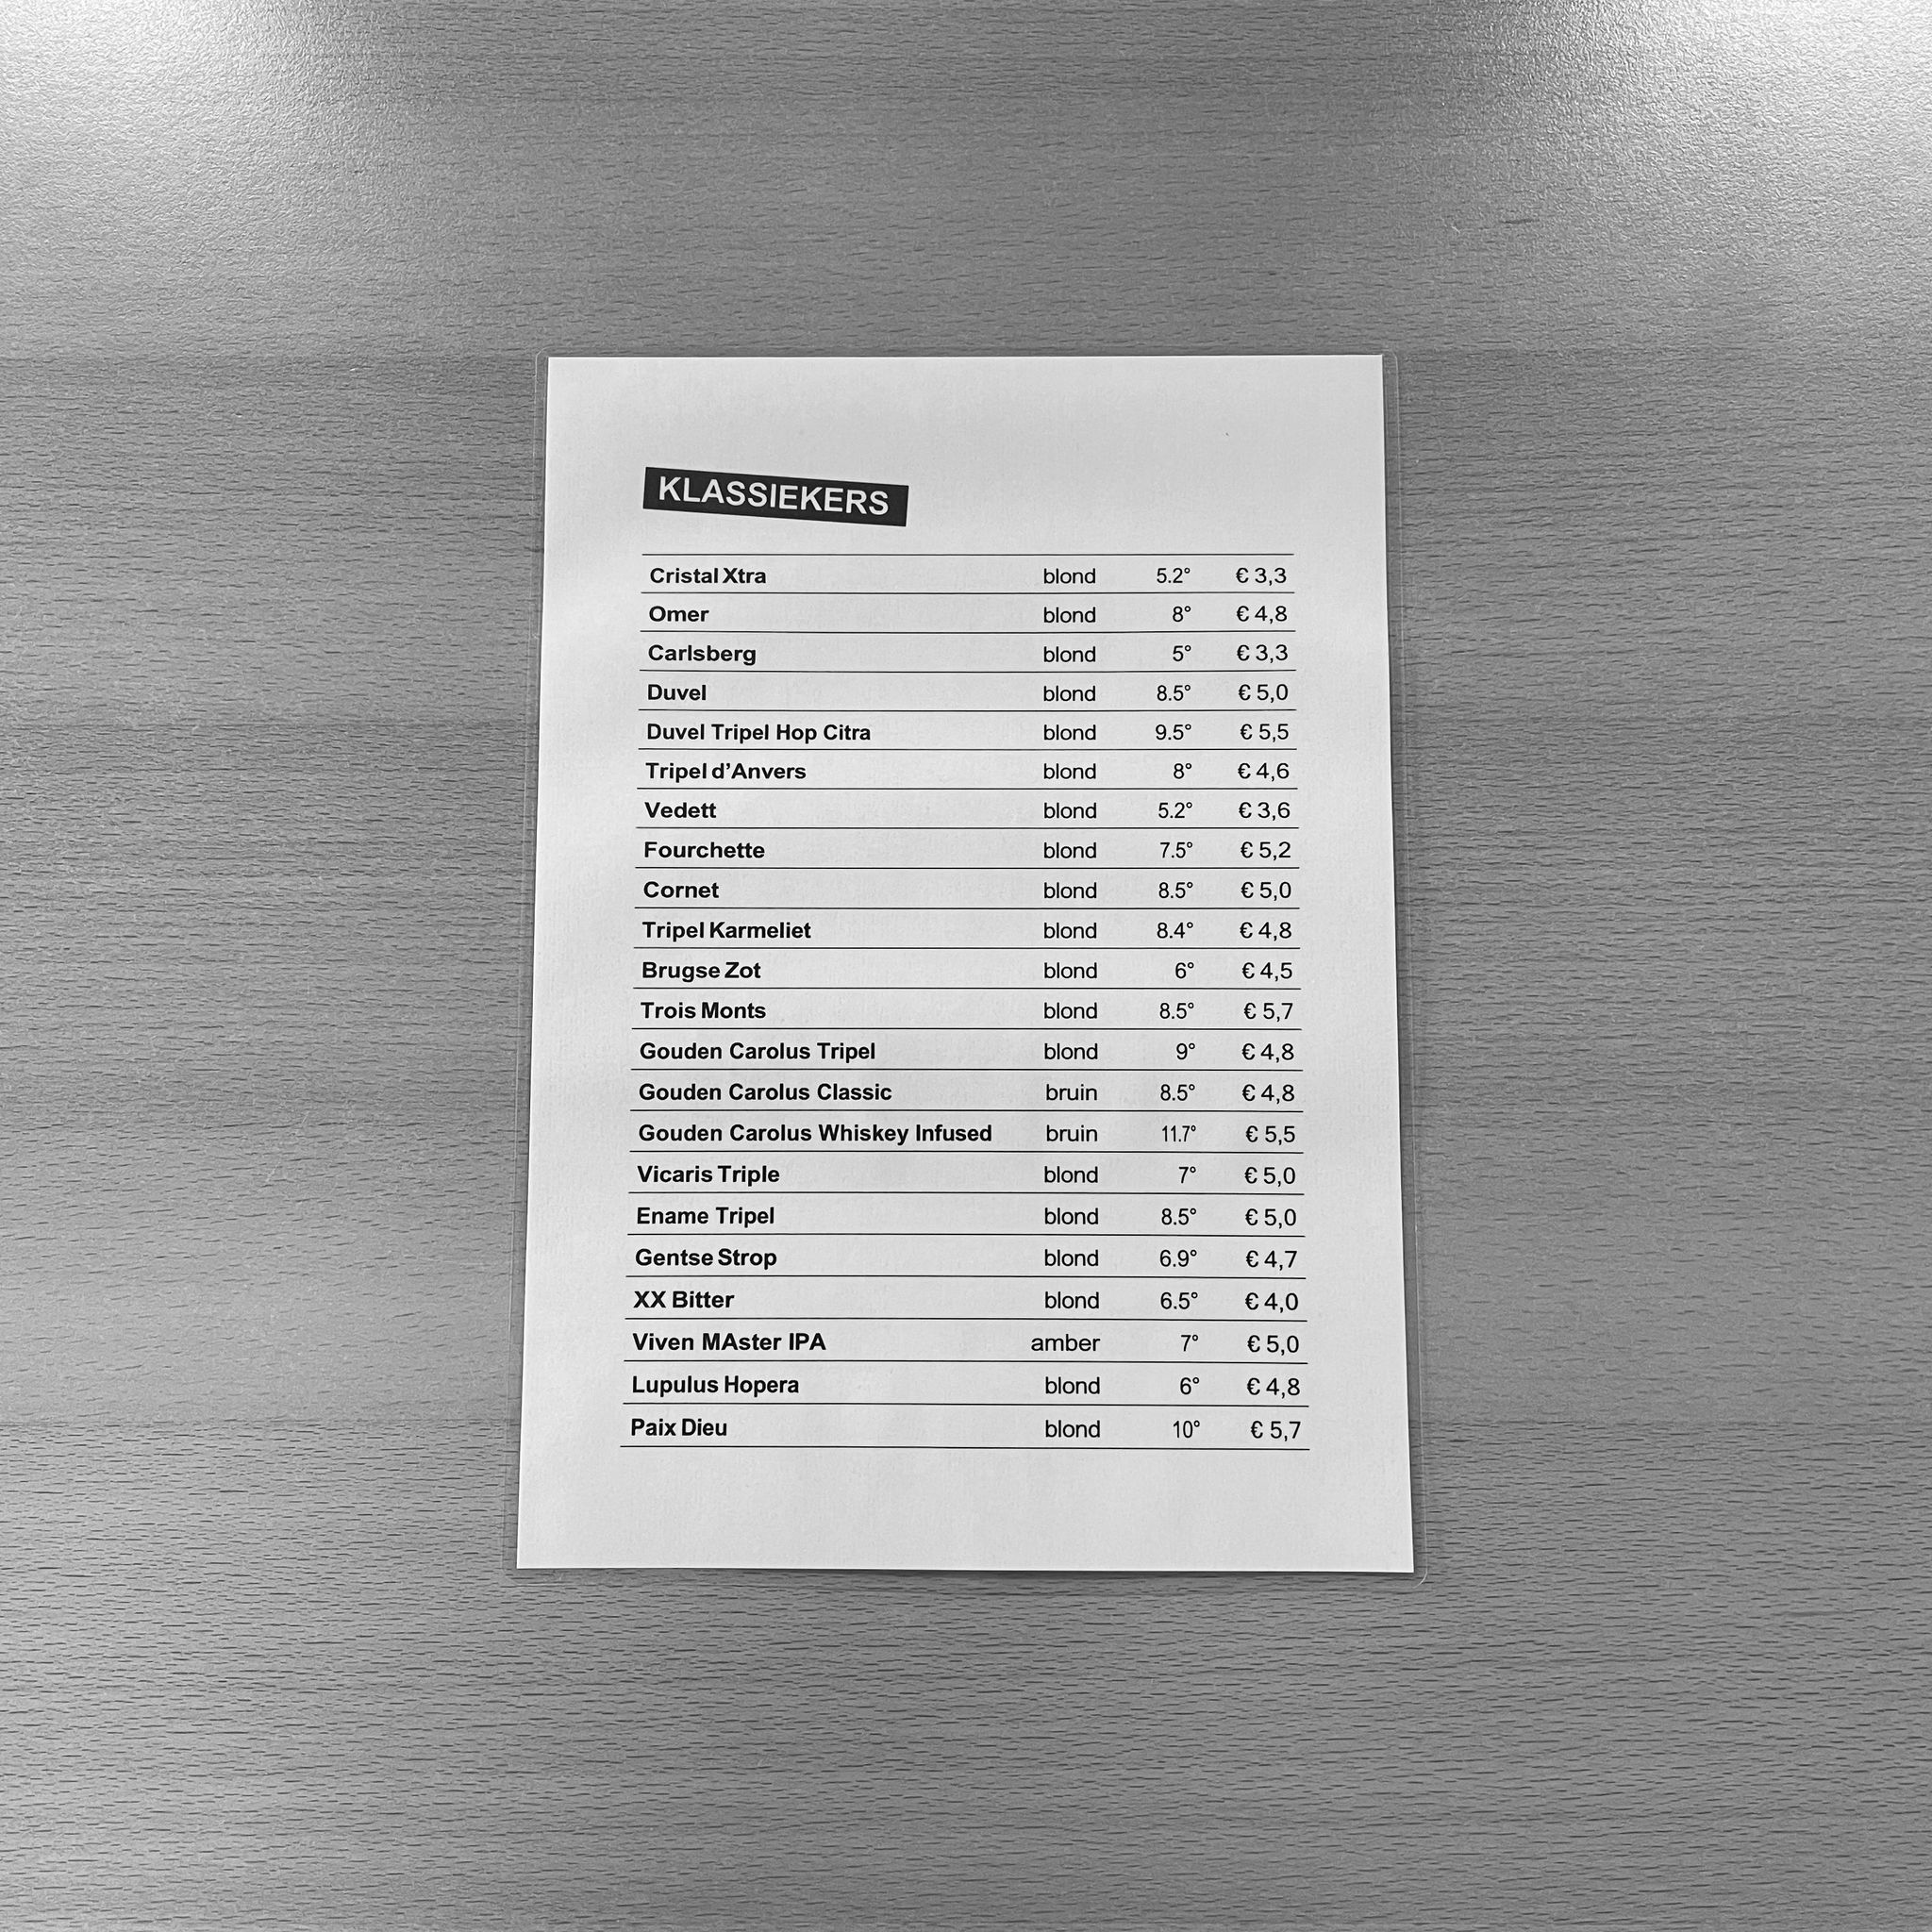 KLASSIEKERS
Cristal Xtra blond 5.2° € 3,3
Omer blond 8° € 4,8
Carlsberg blond 5° € 3,3
Duvel blond 8.5° € 5,0
Duvel Tripel Hop Citra blond 9.5° € 5,5
Tripel d’Anvers blond 8° € 4,6
Vedett blond 5.2° € 3,6
Fourchette blond 7.5° € 5,2
Cornet blond 8.5° € 5,0
Tripel Karmeliet blond 8.4° € 4,8
Brugse Zot blond 6° € 4,5
Trois Monts blond 8.5° € 5,7
Gouden Carolus Tripel blond 9° € 4,8
Gouden Carolus Classic bruin 8.5° € 4,8
Gouden Carolus Whiskey Infused bruin 11.7° € 5,5
Vicaris Triple blond 7° € 5,0
Ename Tripel blond 8.5° € 5,0
Gentse Strop blond 6.9° € 4,7
XX Bitter blond 6.5° € 4,0
Viven MAster IPA amber 7° € 5,0
Lupulus Hopera blond 6° € 4,8
Paix Dieu blond 10° € 5,7